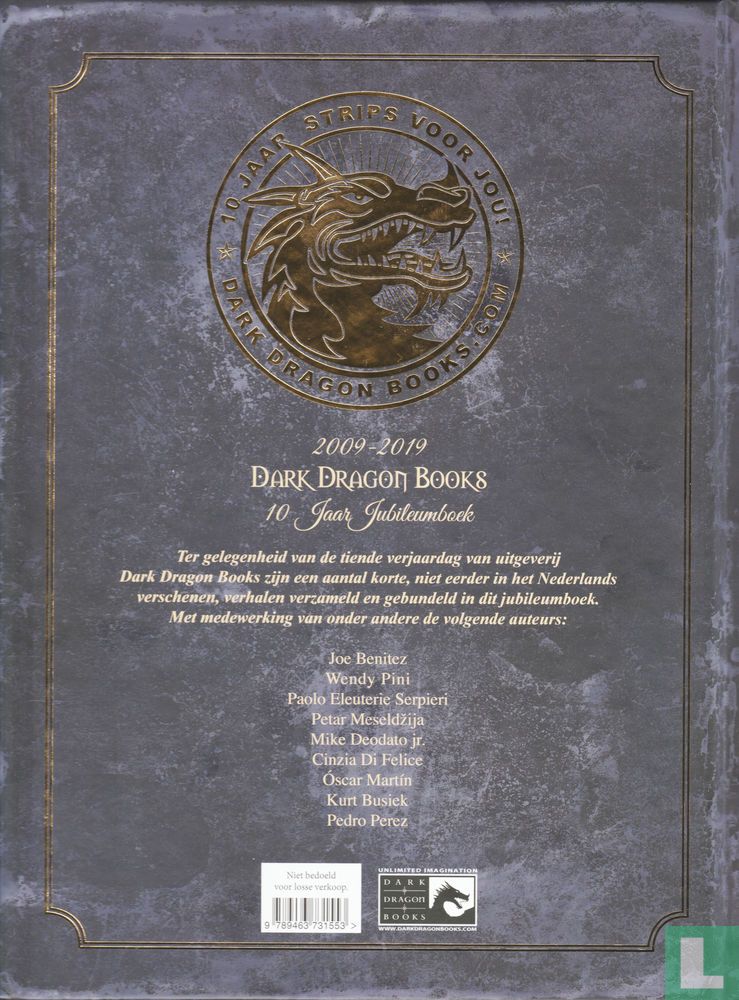 10 JAAR STRIPS VOOR JOU!
DARK DRAGON BOOKS.COM
2009-2019
DARK DRAGON BOOKS
10 Jaar Jubileumboek
Ter gelegenheid van de tiende verjaardag van uitgeverij
Dark Dragon Books zijn een aantal korte, niet eerder in het Nederlands
verschenen, verhalen verzameld en gebundeld in dit jubileumboek.
Met medewerking van onder andere de volgende auteurs:
Joe Benitez
Wendy Pini
Paolo Eleuterie Serpieri
Petar Meseldžija
Mike Deodato jr.
Cinzia Di Felice
Óscar Martín
Kurt Busiek
Pedro Perez
Niet bedoeld
voor losse verkoop.
9 789463 731553 >
UNLIMITED IMAGINATION
DARK
DRAGON
BOOKS
WWW.DARKDRAGONBOOKS.COM
L